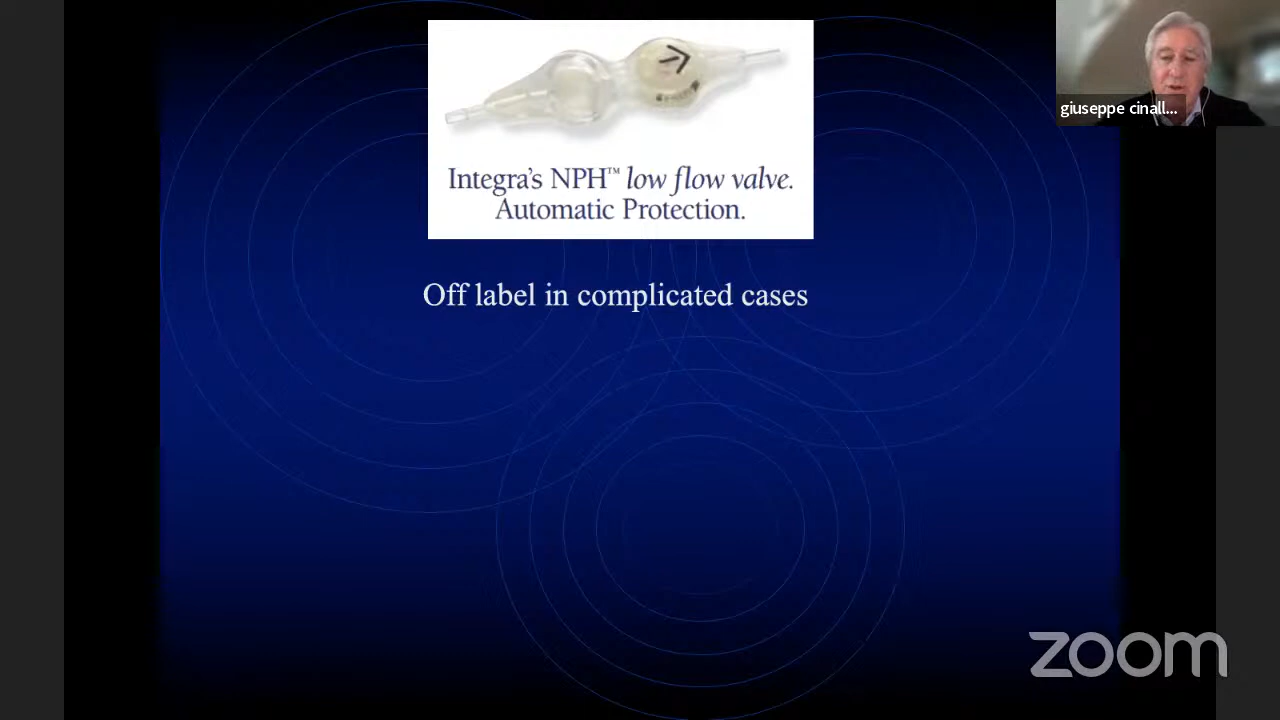 Integra's NPH™ low flow valve.
Automatic Protection.
Off label in complicated cases
giuseppe cinall...
zoom